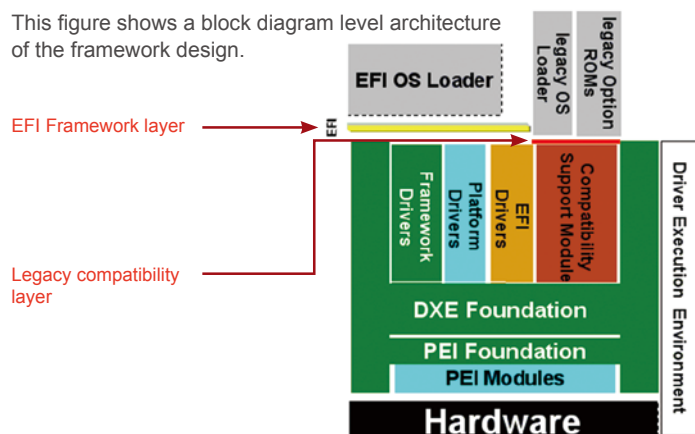 This figure shows a block diagram level architecture
of the framework design.
EFI OS Loader
legacy OS
Loader
legacy Option
ROMs
EFI Framework layer
EFI
Framework
Drivers
Platform
Drivers
EFI
Drivers
Compatibility
Support Module
Driver Execution Environment
Legacy compatibility
layer
DXE Foundation
PEI Foundation
PEI Modules
Hardware